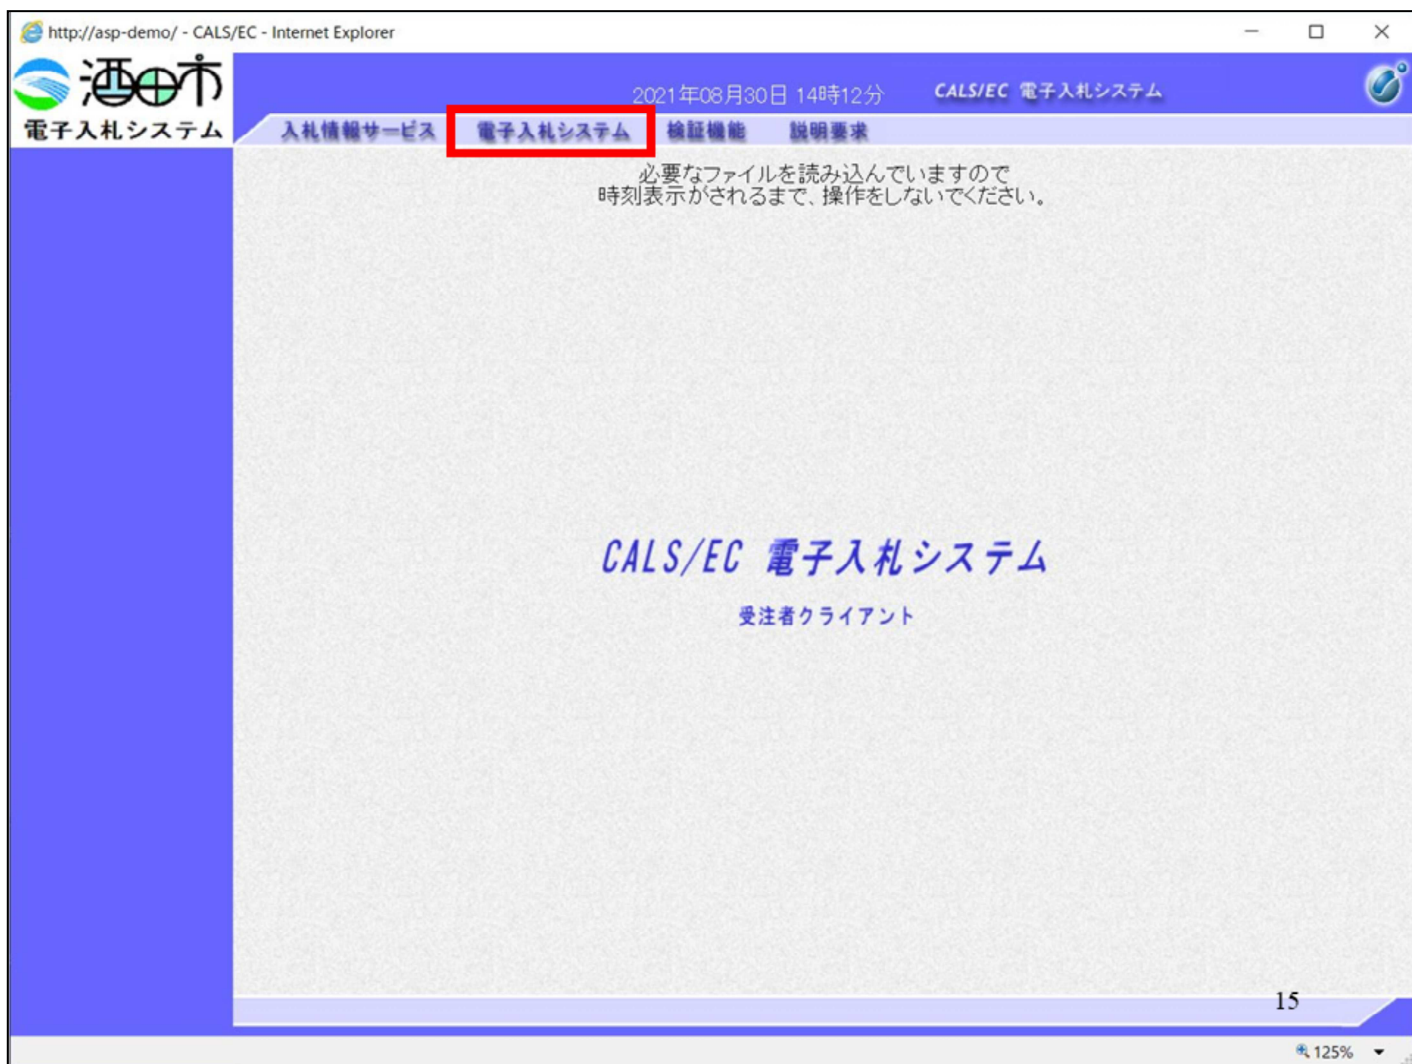 http://asp-demo/ - CALS/EC - Internet Explorer
酒田市
電子入札システム
2021年08月30日 14時12分
CALS/EC 電子入札システム
入札情報サービス 電子入札システム 検証機能 説明要求
必要なファイルを読み込んでいますので
時刻表示がされるまで、操作をしないでください。
CALS/EC 電子入札システム
受注者クライアント
15
125%